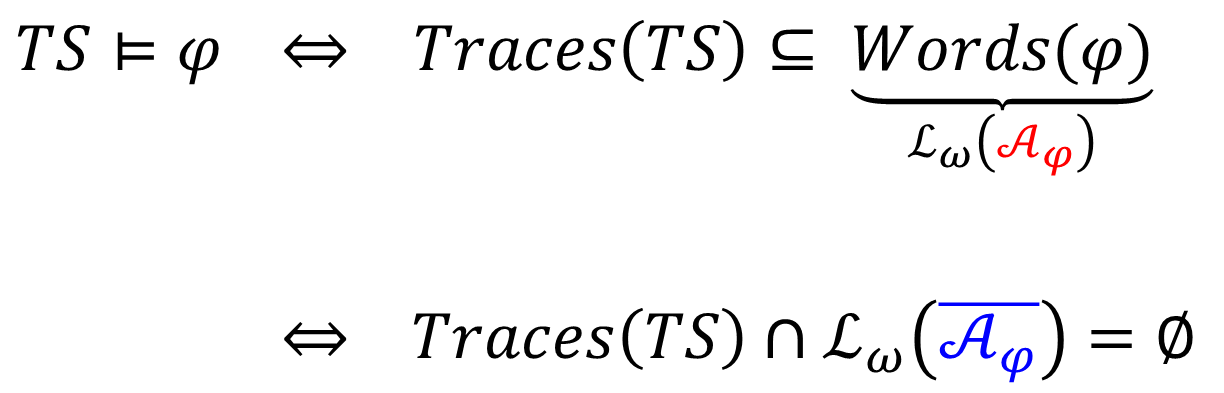 TS ⊨ φ ⇔ Traces(TS) ⊆ Words(φ)
ℒω(𝒜φ)
⇔ Traces(TS) ∩ ℒω(𝒜φ̅) = ∅